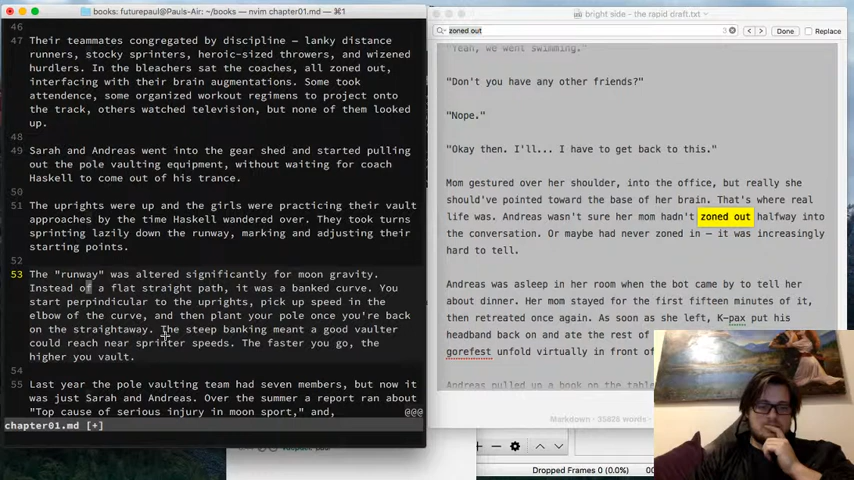 books: futurepaul@Pauls-Air: ~/books — nvim chapter01.md — ⌘1
46
47 Their teammates congregated by discipline — lanky distance
runners, stocky sprinters, heroic-sized throwers, and wizened
hurdlers. In the bleachers sat the coaches, all zoned out,
interfacing with their brain augmentations. Some took
attendence, some organized workout regimens to project onto
the track, others watched television, but none of them looked
up.
48
49 Sarah and Andreas went into the gear shed and started pulling
out the pole vaulting equipment, without waiting for coach
Haskell to come out of his trance.
50
51 The uprights were up and the girls were practicing their vault
approaches by the time Haskell wandered over. They took turns
sprinting lazily down the runway, marking and adjusting their
starting points.
52
53 The "runway" was altered significantly for moon gravity.
Instead of a flat straight path, it was a banked curve. You
start perpindicular to the uprights, pick up speed in the
elbow of the curve, and then plant your pole once you're back
on the straightaway. The steep banking meant a good vaulter
could reach near sprinter speeds. The faster you go, the
higher you vault.
54
55 Last year the pole vaulting team had seven members, but now it
was just Sarah and Andreas. Over the summer a report ran about
"Top cause of serious injury in moon sport," and, @@@
chapter01.md [+]
bright side - the rapid draft.txt
zoned out
3
Done
Replace
"Yeah, we went swimming."
"Don't you have any other friends?"
"Nope."
"Okay then. I'll... I have to get back to this."
Mom gestured over her shoulder, into the office, but really she
should've pointed toward the base of her brain. That's where real
life was. Andreas wasn't sure her mom hadn't zoned out halfway into
the conversation. Or maybe had never zoned in — it was increasingly
hard to tell.
Andreas was asleep in her room when the bot came by to tell her
about dinner. Her mom stayed for the first fifteen minutes of it,
then retreated once again. As soon as she left, K-pax put his
headband back on and ate the rest of
gorefest unfold virtually in front of
Andreas pulled up a book on the table
Markdown - 35826 words
Dropped Frames 0 (0.0%)